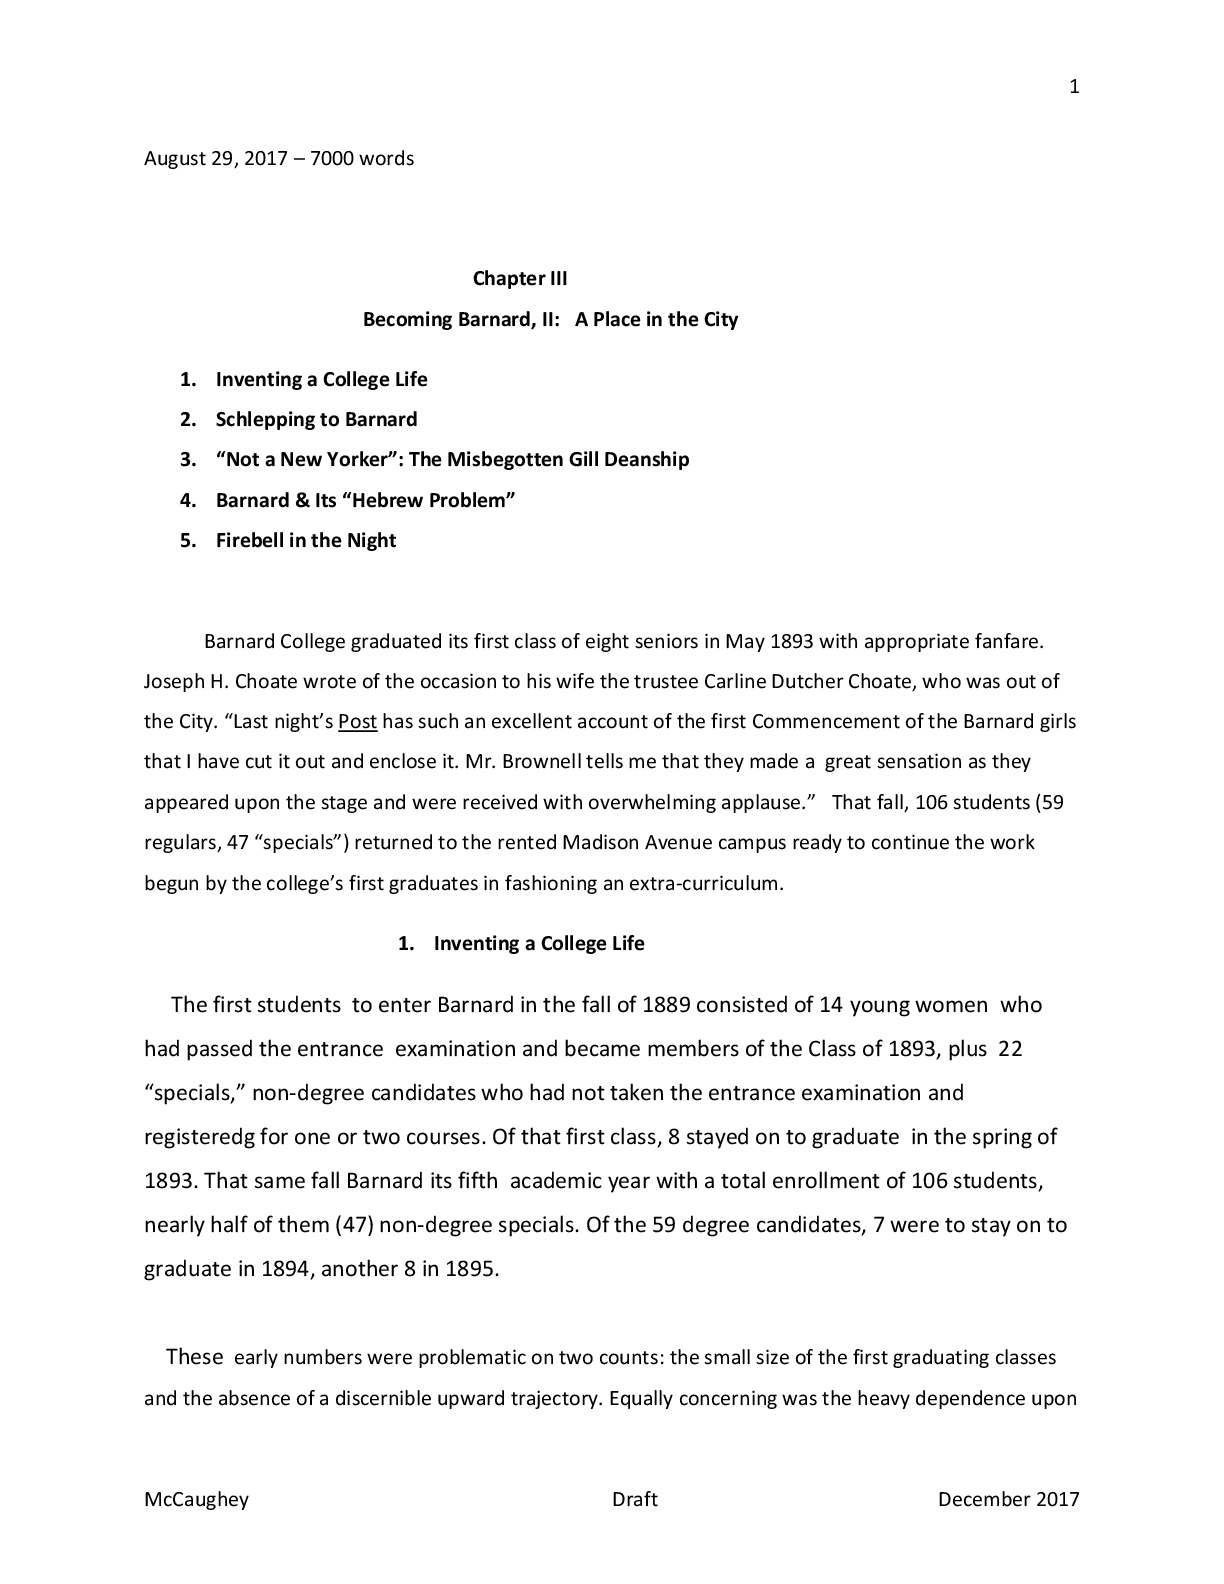 1
August 29, 2017 – 7000 words
Chapter III
Becoming Barnard, II:   A Place in the City
1. Inventing a College Life
2. Schlepping to Barnard
3. “Not a New Yorker”: The Misbegotten Gill Deanship
4. Barnard & Its “Hebrew Problem”
5. Firebell in the Night
Barnard College graduated its first class of eight seniors in May 1893 with appropriate fanfare.
Joseph H. Choate wrote of the occasion to his wife the trustee Carline Dutcher Choate, who was out of
the City. “Last night’s Post has such an excellent account of the first Commencement of the Barnard girls
that I have cut it out and enclose it. Mr. Brownell tells me that they made a  great sensation as they
appeared upon the stage and were received with overwhelming applause.”   That fall, 106 students (59
regulars, 47 “specials”) returned to the rented Madison Avenue campus ready to continue the work
begun by the college’s first graduates in fashioning an extra-curriculum.
1. Inventing a College Life
The first students  to enter Barnard in the fall of 1889 consisted of 14 young women  who
had passed the entrance  examination and became members of the Class of 1893, plus  22
“specials,” non-degree candidates who had not taken the entrance examination and
registeredg for one or two courses. Of that first class, 8 stayed on to graduate  in the spring of
1893. That same fall Barnard its fifth  academic year with a total enrollment of 106 students,
nearly half of them (47) non-degree specials. Of the 59 degree candidates, 7 were to stay on to
graduate in 1894, another 8 in 1895.
These  early numbers were problematic on two counts: the small size of the first graduating classes
and the absence of a discernible upward trajectory. Equally concerning was the heavy dependence upon
McCaughey Draft December 2017